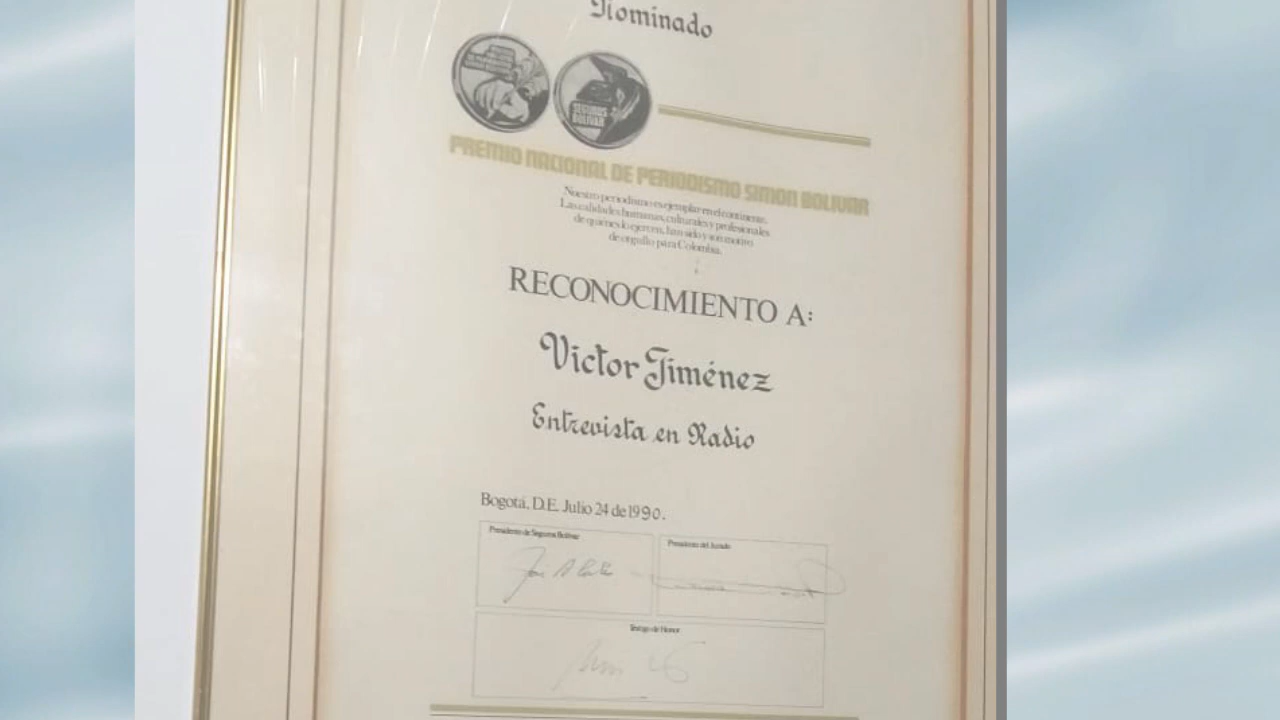 Nominado
SEGUROS
BOLIVAR
PREMIO NACIONAL DE PERIODISMO SIMON BOLIVAR
Nuestro periodismo es ejemplar en el continente.
Las calidades humanas, culturales y profesionales
de quienes lo ejercen, han sido y son motivo
de orgullo para Colombia.
RECONOCIMIENTO A:
Victor Jiménez
Entrevista en Radio
Bogotá, D.E. Julio 24 de 1990.
Presidente de Seguros Bolívar
Presidente del Jurado
Testigo de Honor